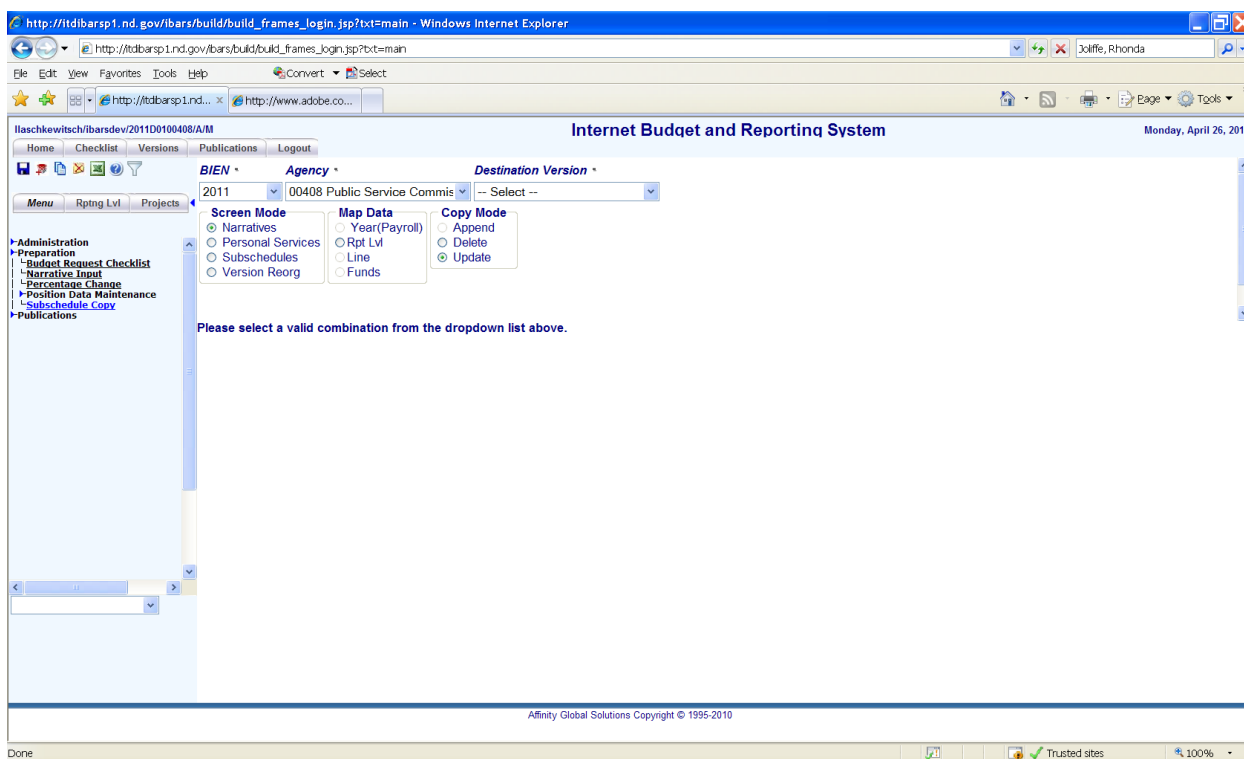 http://itdibarsp1.nd.gov/ibars/build/build_frames_login.jsp?txt=main - Windows Internet Explorer
http://itdibarsp1.nd.gov/ibars/build/build_frames_login.jsp?txt=main
Joliffe, Rhonda
File Edit View Favorites Tools Help Convert Select
http://itdibarsp1.nd... http://www.adobe.co... Page Tools
llaschkewitsch/ibarsdev/2011D0100408/A/M Internet Budget and Reporting System Monday, April 26, 201
Home Checklist Versions Publications Logout
BIEN * Agency * Destination Version *
2011 00408 Public Service Commis -- Select --
Menu Rptng Lvl Projects
Screen Mode Map Data Copy Mode
Narratives Year(Payroll) Append
Personal Services Rpt Lvl Delete
Subschedules Line Update
Version Reorg Funds
Administration
Preparation
Budget Request Checklist
Narrative Input
Percentage Change
Position Data Maintenance
Subschedule Copy
Publications
Please select a valid combination from the dropdown list above.
Affinity Global Solutions Copyright © 1995-2010
Done Trusted sites 100%